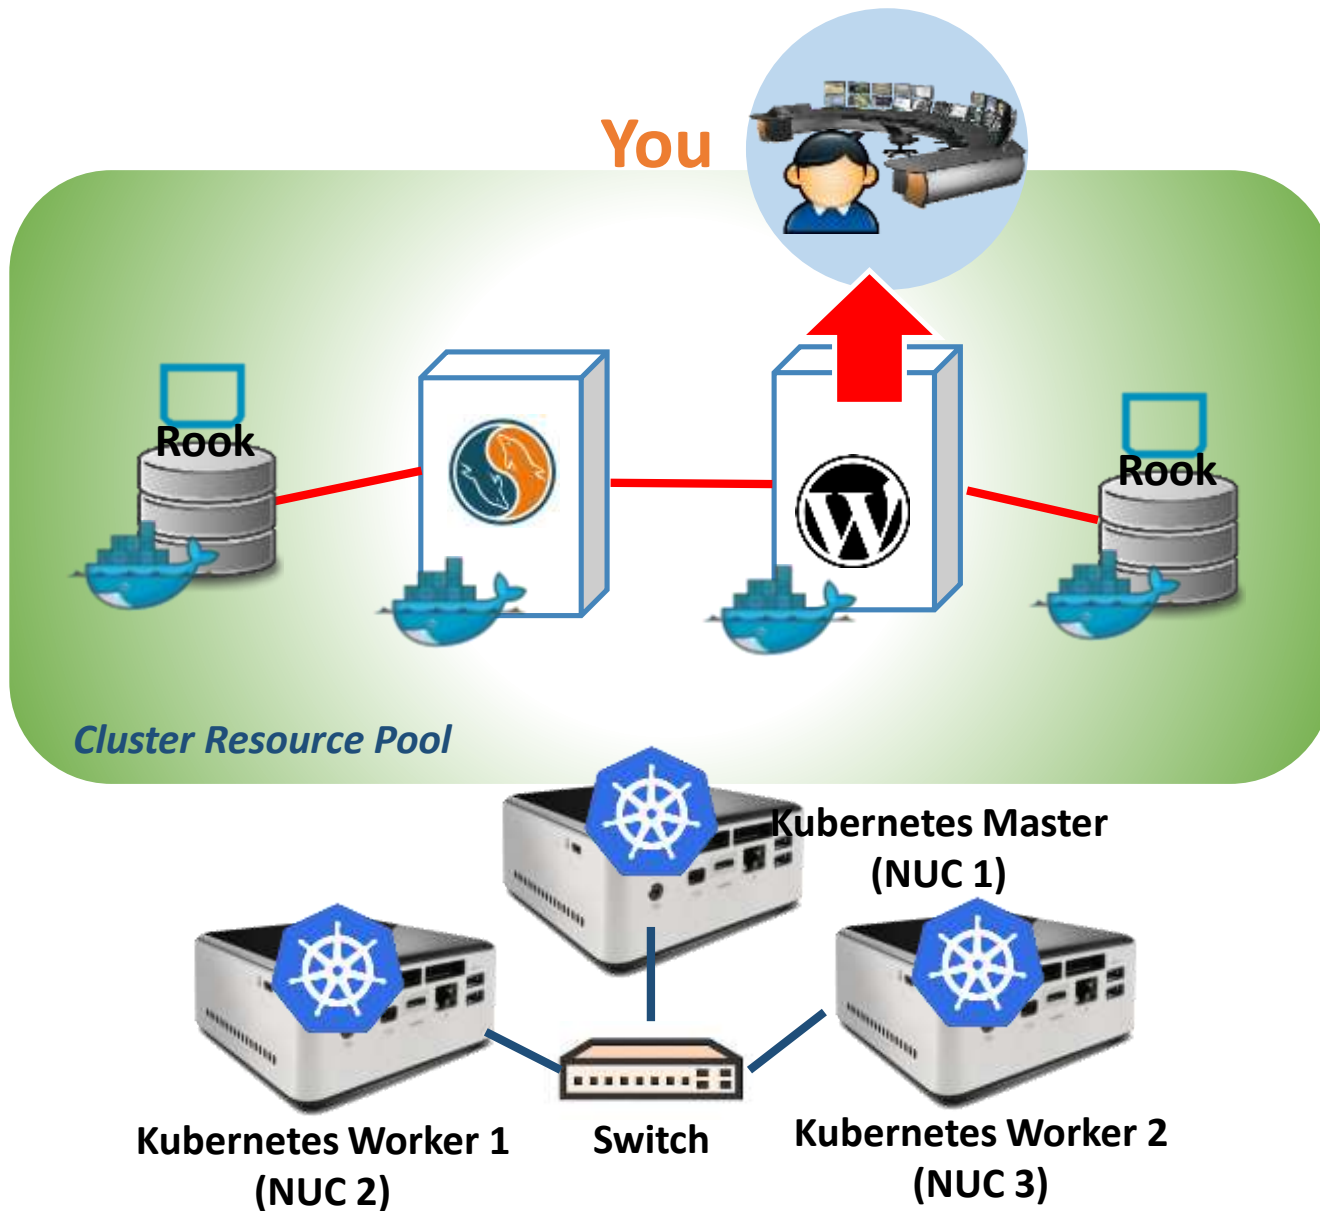 You
Rook
Rook
Cluster Resource Pool
Kubernetes Master
(NUC 1)
Kubernetes Worker 1
(NUC 2)
Switch
Kubernetes Worker 2
(NUC 3)